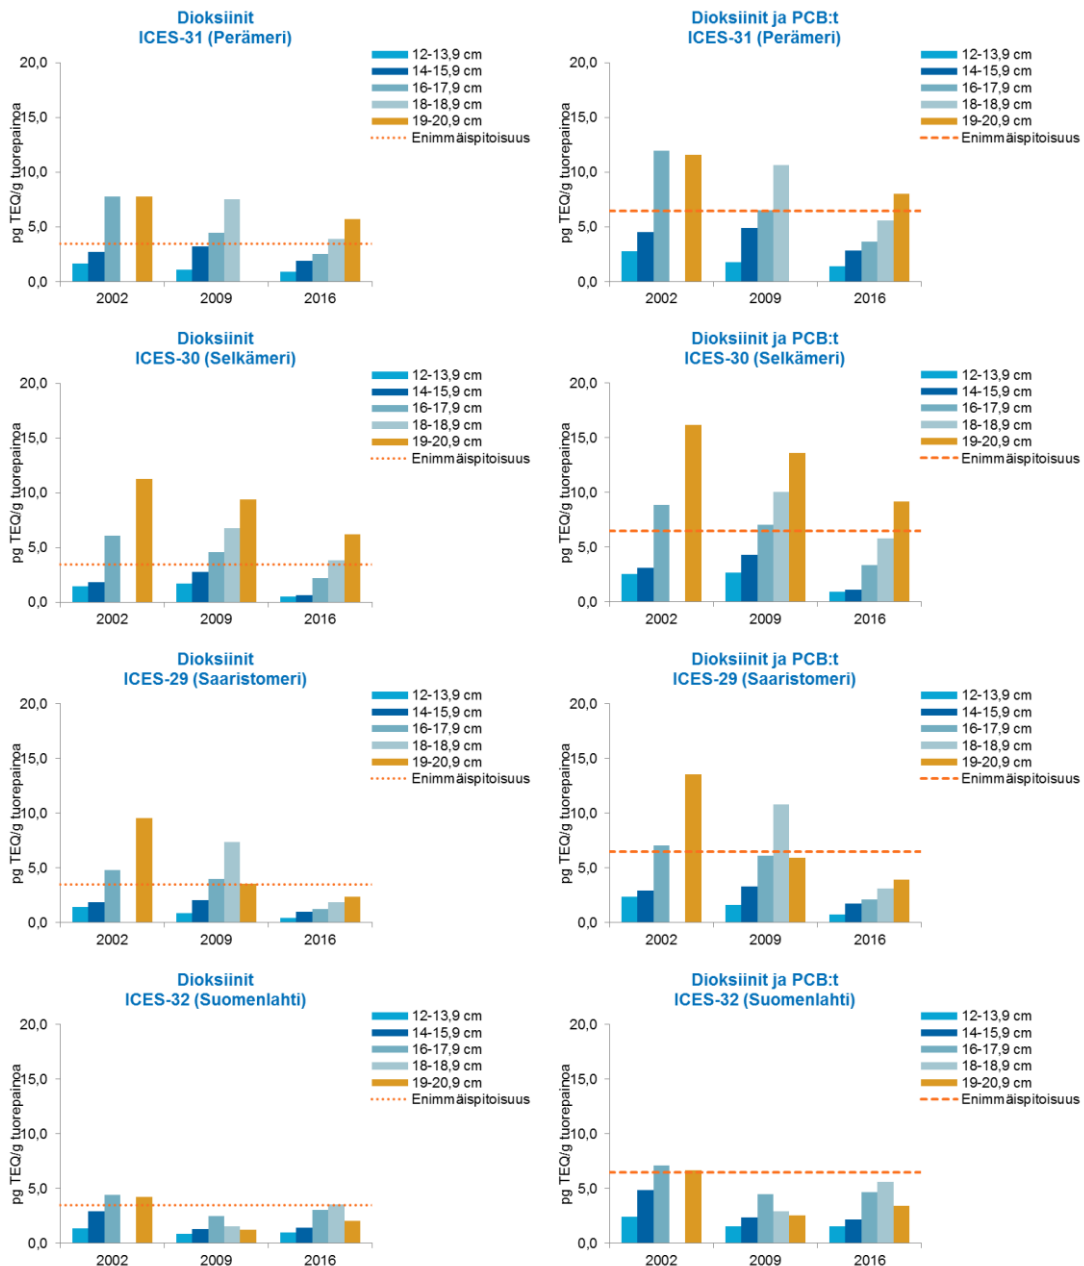 Dioksiinit
ICES-31 (Perämeri)
pg TEQ/g tuorepainoa
20,0
15,0
10,0
5,0
0,0
2002
2009
2016
12-13,9 cm
14-15,9 cm
16-17,9 cm
18-18,9 cm
19-20,9 cm
Enimmäispitoisuus
Dioksiinit ja PCB:t
ICES-31 (Perämeri)
pg TEQ/g tuorepainoa
20,0
15,0
10,0
5,0
0,0
2002
2009
2016
12-13,9 cm
14-15,9 cm
16-17,9 cm
18-18,9 cm
19-20,9 cm
Enimmäispitoisuus
Dioksiinit
ICES-30 (Selkämeri)
pg TEQ/g tuorepainoa
20,0
15,0
10,0
5,0
0,0
2002
2009
2016
12-13,9 cm
14-15,9 cm
16-17,9 cm
18-18,9 cm
19-20,9 cm
Enimmäispitoisuus
Dioksiinit ja PCB:t
ICES-30 (Selkämeri)
pg TEQ/g tuorepainoa
20,0
15,0
10,0
5,0
0,0
2002
2009
2016
12-13,9 cm
14-15,9 cm
16-17,9 cm
18-18,9 cm
19-20,9 cm
Enimmäispitoisuus
Dioksiinit
ICES-29 (Saaristomeri)
pg TEQ/g tuorepainoa
20,0
15,0
10,0
5,0
0,0
2002
2009
2016
12-13,9 cm
14-15,9 cm
16-17,9 cm
18-18,9 cm
19-20,9 cm
Enimmäispitoisuus
Dioksiinit ja PCB:t
ICES-29 (Saaristomeri)
pg TEQ/g tuorepainoa
20,0
15,0
10,0
5,0
0,0
2002
2009
2016
12-13,9 cm
14-15,9 cm
16-17,9 cm
18-18,9 cm
19-20,9 cm
Enimmäispitoisuus
Dioksiinit
ICES-32 (Suomenlahti)
pg TEQ/g tuorepainoa
20,0
15,0
10,0
5,0
0,0
2002
2009
2016
12-13,9 cm
14-15,9 cm
16-17,9 cm
18-18,9 cm
19-20,9 cm
Enimmäispitoisuus
Dioksiinit ja PCB:t
ICES-32 (Suomenlahti)
pg TEQ/g tuorepainoa
20,0
15,0
10,0
5,0
0,0
2002
2009
2016
12-13,9 cm
14-15,9 cm
16-17,9 cm
18-18,9 cm
19-20,9 cm
Enimmäispitoisuus